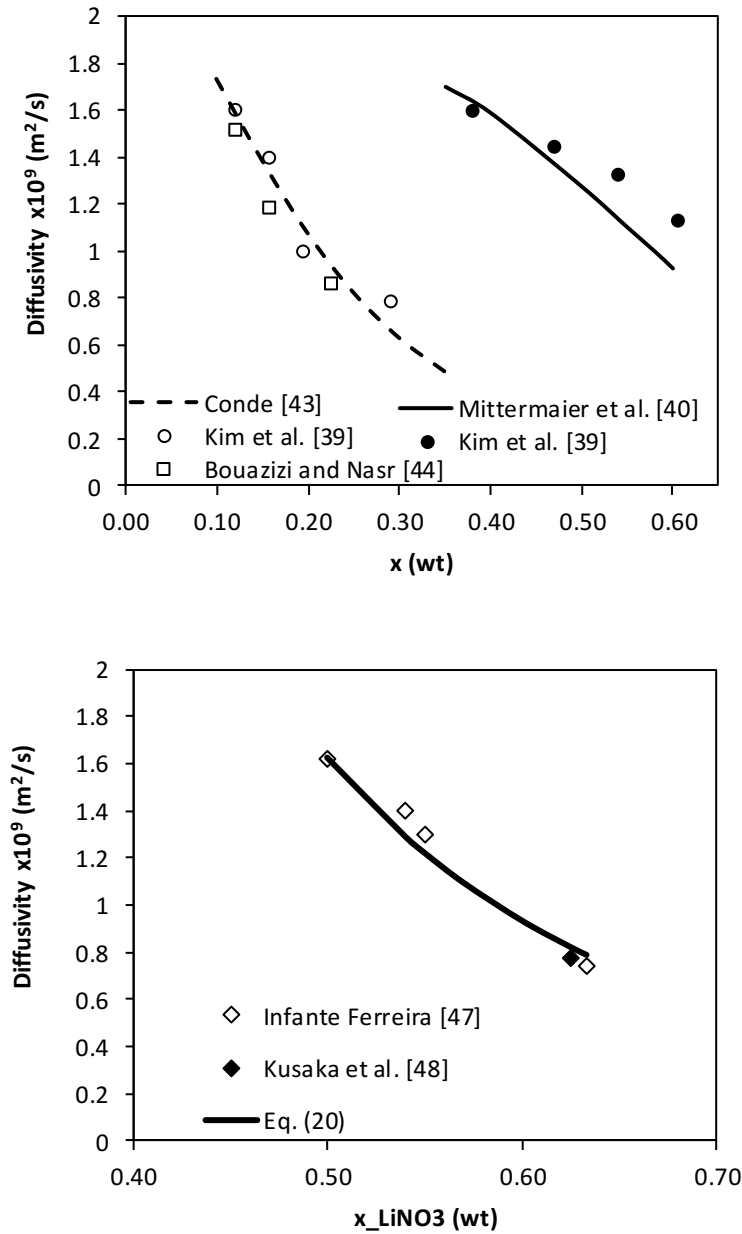 2
1.8
1.6
1.4
1.2
1
0.8
0.6
0.4
0.2
0
Diffusivity x10⁹ (m²/s)
Conde [43]
Mittermaier et al. [40]
Kim et al. [39]
Kim et al. [39]
Bouazizi and Nasr [44]
0.00 0.10 0.20 0.30 0.40 0.50 0.60
x (wt)
2
1.8
1.6
1.4
1.2
1
0.8
0.6
0.4
0.2
0
Diffusivity x10⁹ (m²/s)
Infante Ferreira [47]
Kusaka et al. [48]
Eq. (20)
0.40 0.50 0.60 0.70
x_LiNO3 (wt)